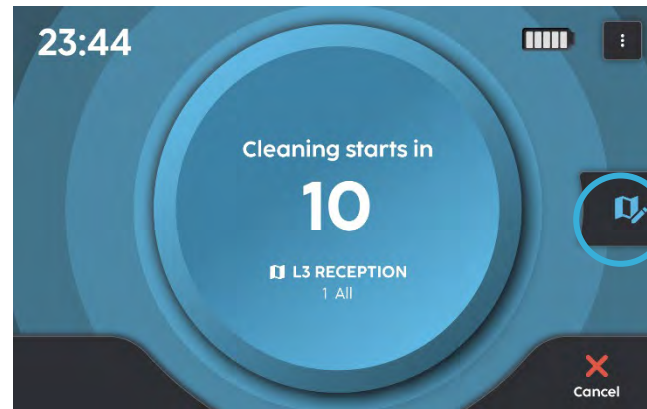 23:44
Cleaning starts in
10
L3 RECEPTION
1 All
Cancel